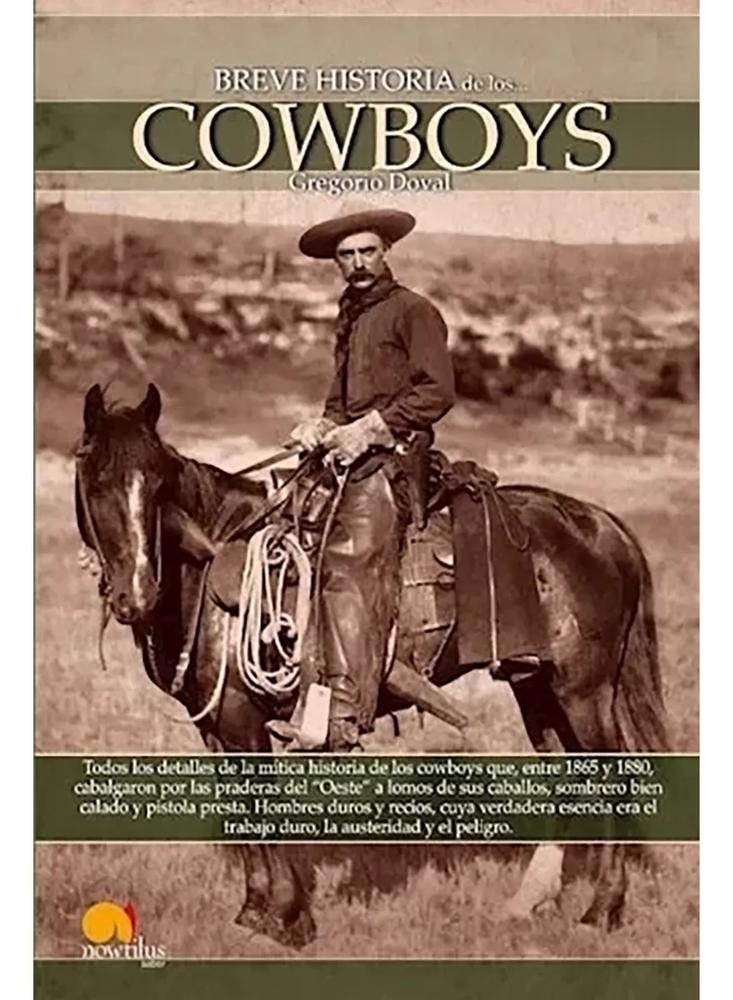 BREVE HISTORIA de los...
COWBOYS
Gregorio Doval
Todos los detalles de la mítica historia de los cowboys que, entre 1865 y 1880,
cabalgaron por las praderas del "Oeste" a lomos de sus caballos, sombrero bien
calado y pistola presta. Hombres duros y recios, cuya verdadera esencia era el
trabajo duro, la austeridad y el peligro.
nowtilus
saber